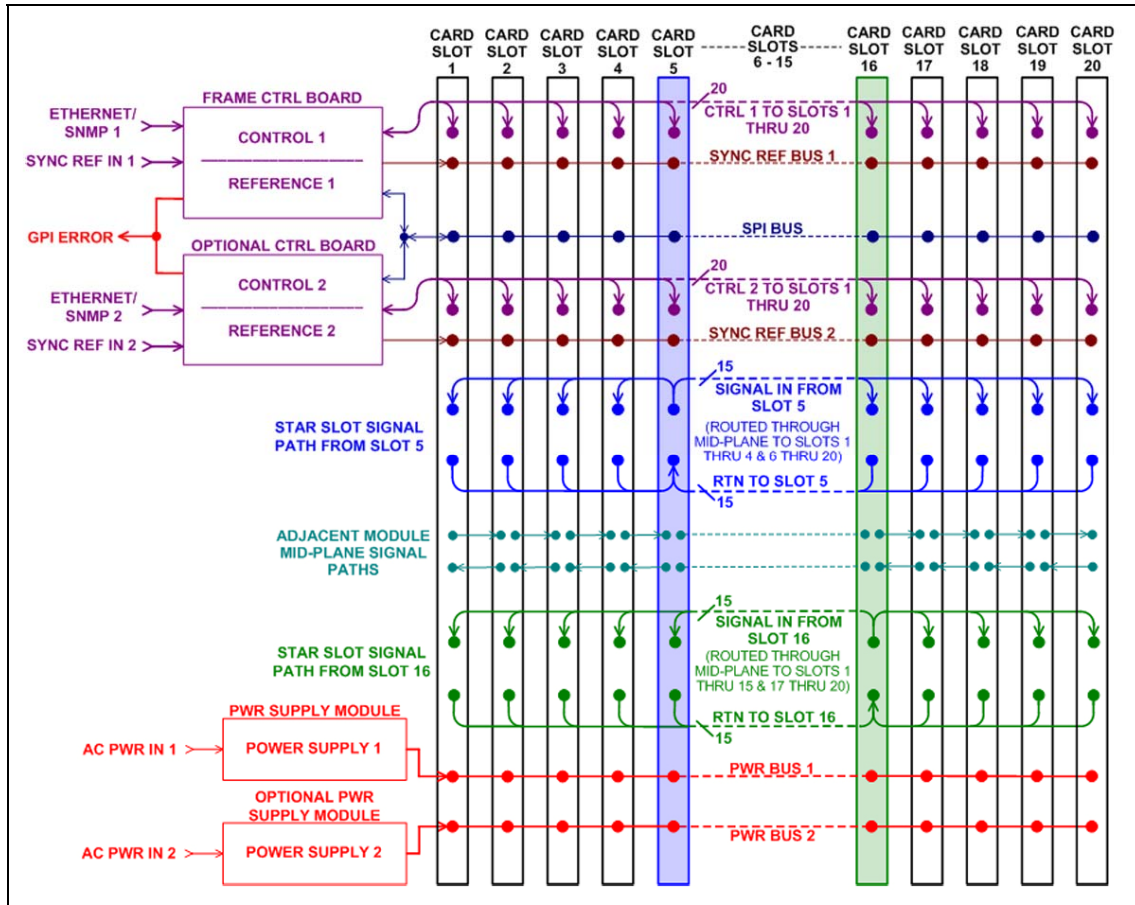 CARD SLOT 1
CARD SLOT 2
CARD SLOT 3
CARD SLOT 4
CARD SLOT 5
CARD SLOTS 6 - 15
CARD SLOT 16
CARD SLOT 17
CARD SLOT 18
CARD SLOT 19
CARD SLOT 20
FRAME CTRL BOARD
ETHERNET/
SNMP 1
CONTROL 1
SYNC REF IN 1
REFERENCE 1
20
CTRL 1 TO SLOTS 1
THRU 20
SYNC REF BUS 1
GPI ERROR
SPI BUS
OPTIONAL CTRL BOARD
ETHERNET/
SNMP 2
CONTROL 2
SYNC REF IN 2
REFERENCE 2
20
CTRL 2 TO SLOTS 1
THRU 20
SYNC REF BUS 2
STAR SLOT SIGNAL
PATH FROM SLOT 5
15
SIGNAL IN FROM
SLOT 5
(ROUTED THROUGH
MID-PLANE TO SLOTS 1
THRU 4 & 6 THRU 20)
RTN TO SLOT 5
15
ADJACENT MODULE
MID-PLANE SIGNAL
PATHS
STAR SLOT SIGNAL
PATH FROM SLOT 16
15
SIGNAL IN FROM
SLOT 16
(ROUTED THROUGH
MID-PLANE TO SLOTS 1
THRU 15 & 17 THRU 20)
RTN TO SLOT 16
15
PWR SUPPLY MODULE
AC PWR IN 1
POWER SUPPLY 1
PWR BUS 1
OPTIONAL PWR
SUPPLY MODULE
AC PWR IN 2
POWER SUPPLY 2
PWR BUS 2